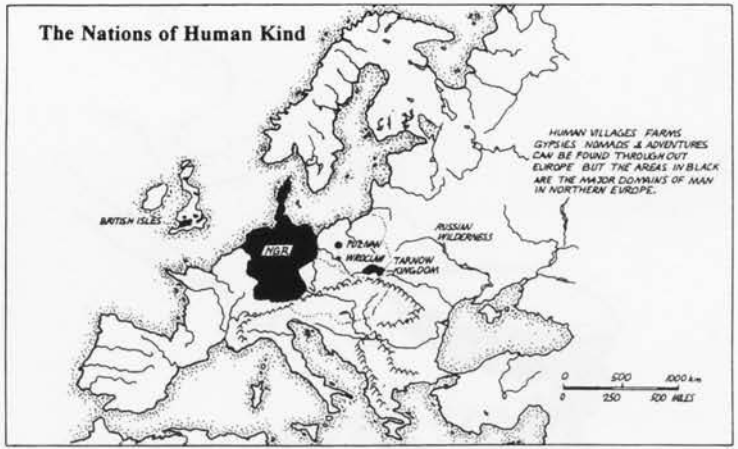 The Nations of Human Kind
HUMAN VILLAGES FARMS
GYPSIES NOMADS & ADVENTURES
CAN BE FOUND THROUGH OUT
EUROPE BUT THE AREAS IN BLACK
ARE THE MAJOR DOMAINS OF MAN
IN NORTHERN EUROPE.
BRITISH ISLES
RUSSIAN
WILDERNESS
NGR
POZNAN
WROCLAW
TARNOW
KINGDOM
0 500 1000 km
0 250 500 MILES